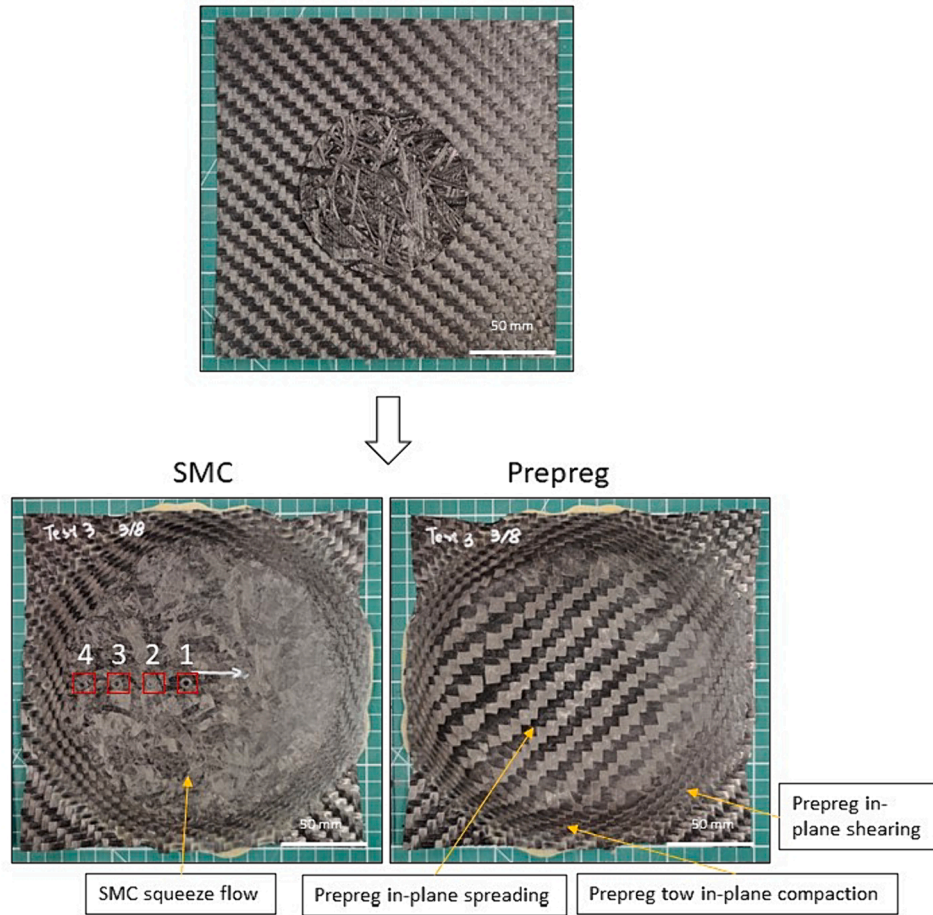 50 mm
SMC
Prepreg
Test 3 3/8
4 3 2 1
50 mm
Test 3 3/8
50 mm
SMC squeeze flow
Prepreg in-plane spreading
Prepreg tow in-plane compaction
Prepreg in-
plane shearing